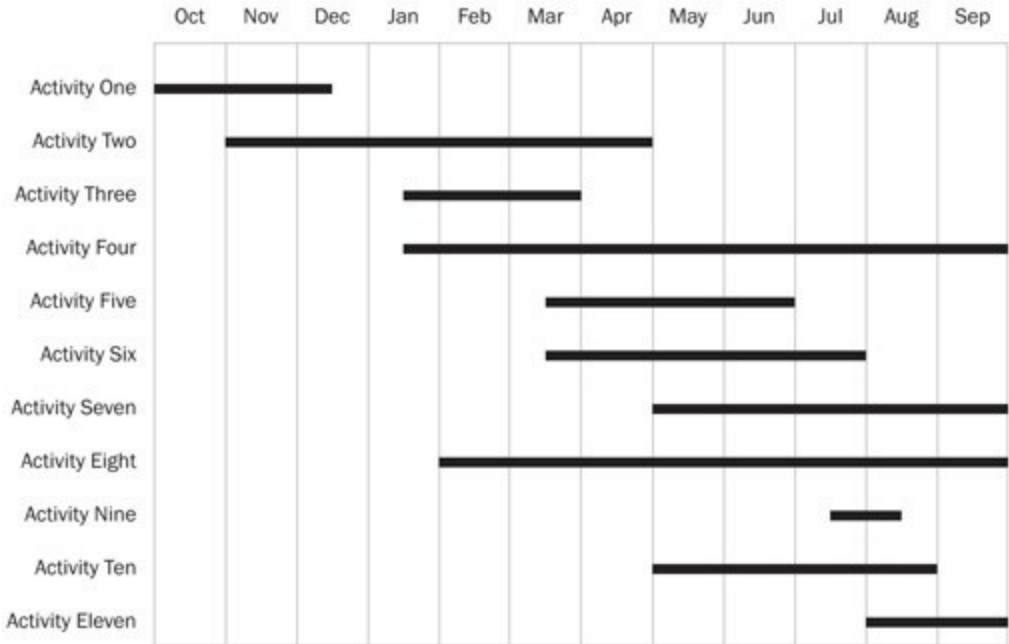 Oct Nov Dec Jan Feb Mar Apr May Jun Jul Aug Sep
Activity One
Activity Two
Activity Three
Activity Four
Activity Five
Activity Six
Activity Seven
Activity Eight
Activity Nine
Activity Ten
Activity Eleven